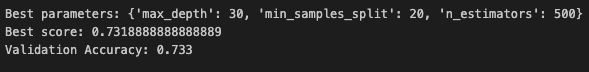 Best parameters: {'max_depth': 30, 'min_samples_split': 20, 'n_estimators': 500}
Best score: 0.7318888888888889
Validation Accuracy: 0.733